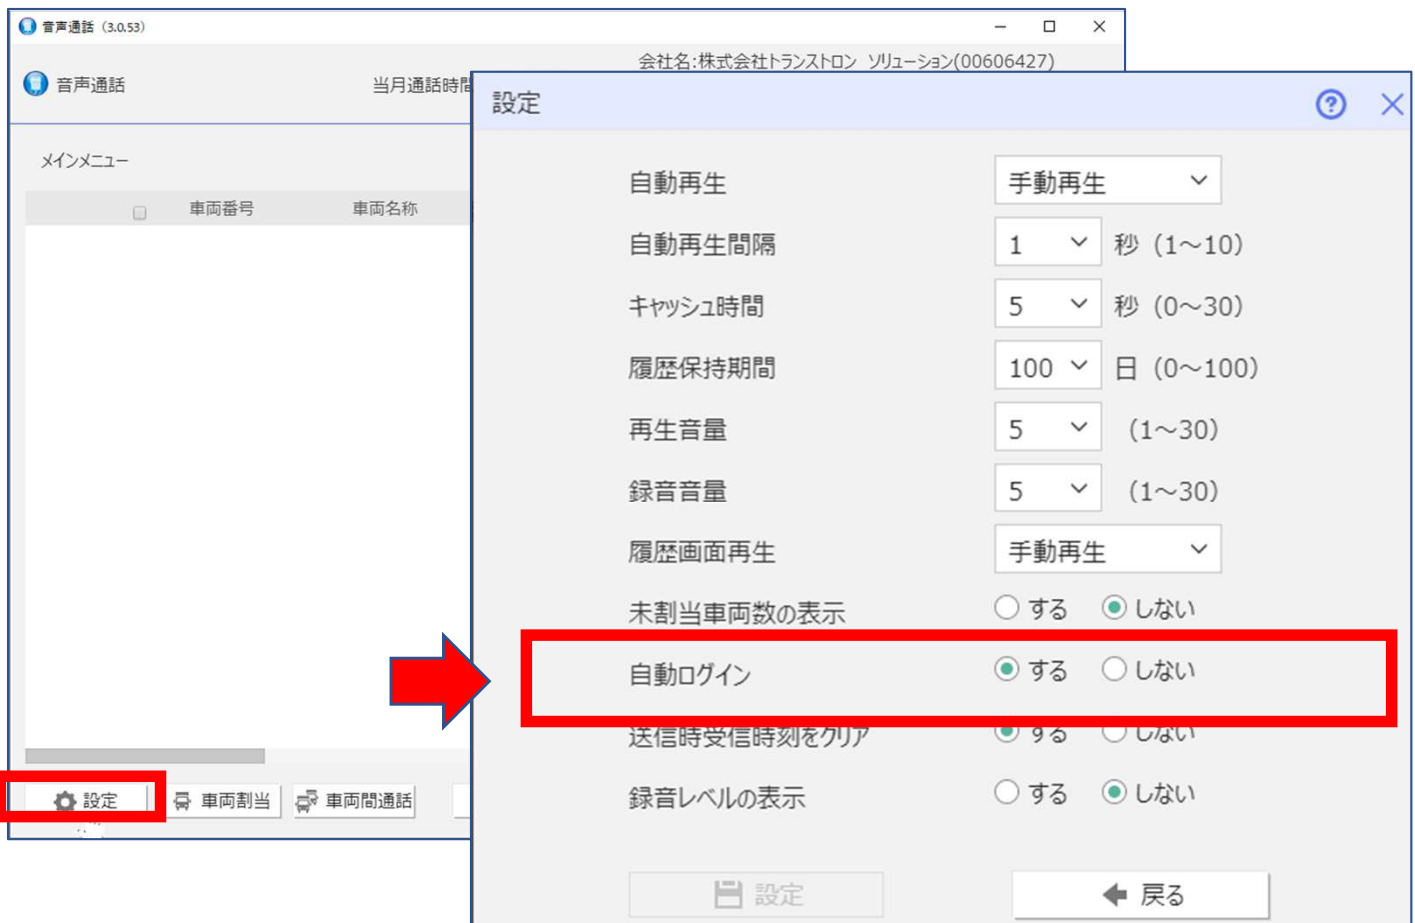 音声通話（3.0.53）
会社名:株式会社トランストロン ソリューション(00606427)
音声通話
当月通話時間
メインメニュー
車両番号 車両名称
設定 車両割当 車両間通話
設定
自動再生 手動再生
自動再生間隔 1 秒（1～10）
キャッシュ時間 5 秒（0～30）
履歴保持期間 100 日（0～100）
再生音量 5 （1～30）
録音音量 5 （1～30）
履歴画面再生 手動再生
未割当車両数の表示 する しない
自動ログイン する しない
送信時受信時刻をクリア する しない
録音レベルの表示 する しない
設定 戻る